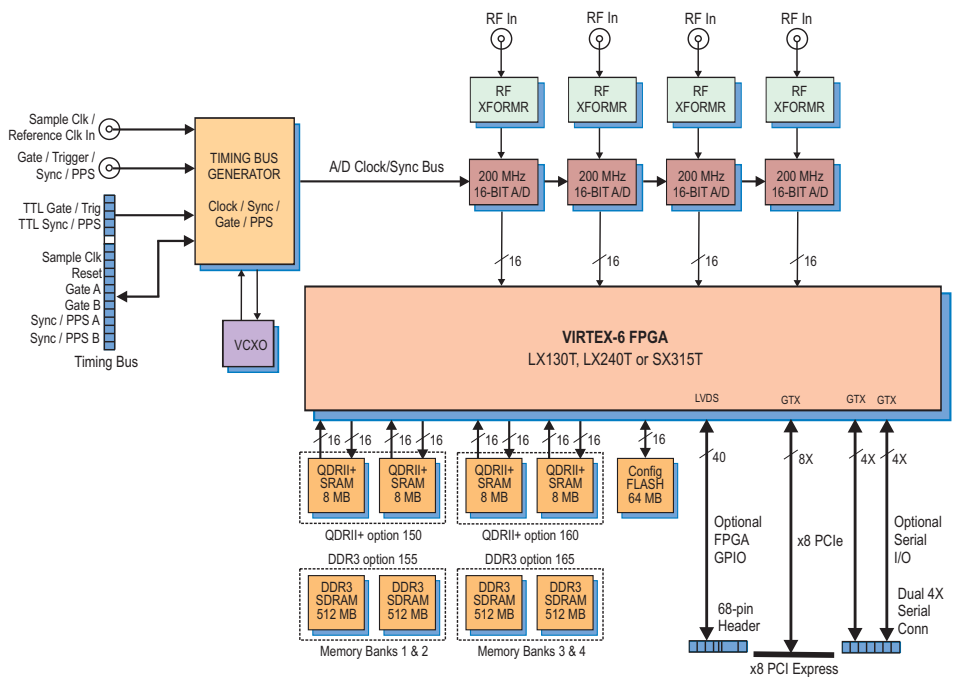 RF In
RF In
RF In
RF In
RF
XFORMR
RF
XFORMR
RF
XFORMR
RF
XFORMR
Sample Clk /
Reference Clk In
Gate / Trigger /
Sync / PPS
TTL Gate / Trig
TTL Sync / PPS
Sample Clk
Reset
Gate A
Gate B
Sync / PPS A
Sync / PPS B
Timing Bus
TIMING BUS
GENERATOR
Clock / Sync /
Gate / PPS
VCXO
A/D Clock/Sync Bus
200 MHz
16-BIT A/D
200 MHz
16-BIT A/D
200 MHz
16-BIT A/D
200 MHz
16-BIT A/D
16
16
16
16
VIRTEX-6 FPGA
LX130T, LX240T or SX315T
LVDS
GTX
GTX
GTX
16
16
16
16
16
16
16
16
16
40
8X
4X
4X
QDRII+
SRAM
8 MB
QDRII+
SRAM
8 MB
QDRII+
SRAM
8 MB
QDRII+
SRAM
8 MB
Config
FLASH
64 MB
QDRII+ option 150
QDRII+ option 160
DDR3 option 155
DDR3 option 165
DDR3
SDRAM
512 MB
DDR3
SDRAM
512 MB
DDR3
SDRAM
512 MB
DDR3
SDRAM
512 MB
Memory Banks 1 & 2
Memory Banks 3 & 4
Optional
FPGA
GPIO
68-pin
Header
x8 PCIe
x8 PCI Express
Optional
Serial
I/O
Dual 4X
Serial
Conn